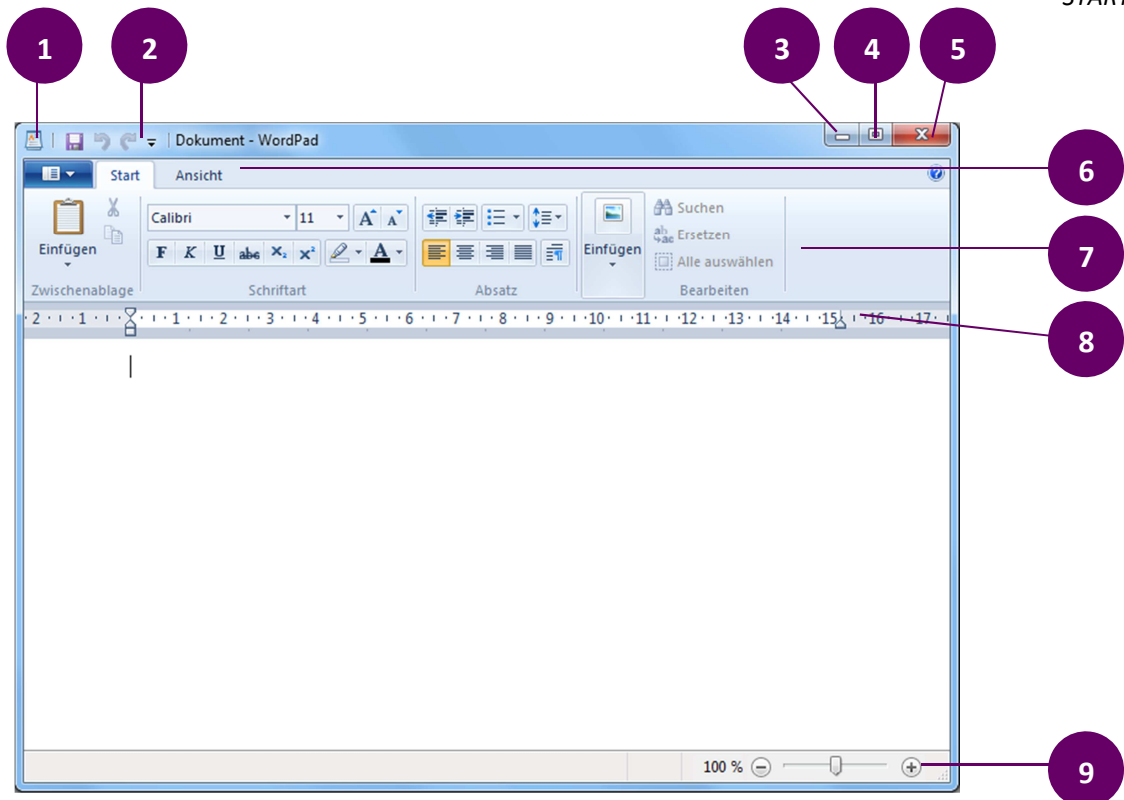 START
1 2 3 4 5
Dokument - WordPad
Start Ansicht
6
Calibri 11 A A
Suchen
Ersetzen
Einfügen F K U abc X₂ X² A Einfügen
Alle auswählen
7
Zwischenablage Schriftart Absatz Bearbeiten
2 1 1 2 3 4 5 6 7 8 9 10 11 12 13 14 15 16 17
8
100 %
9